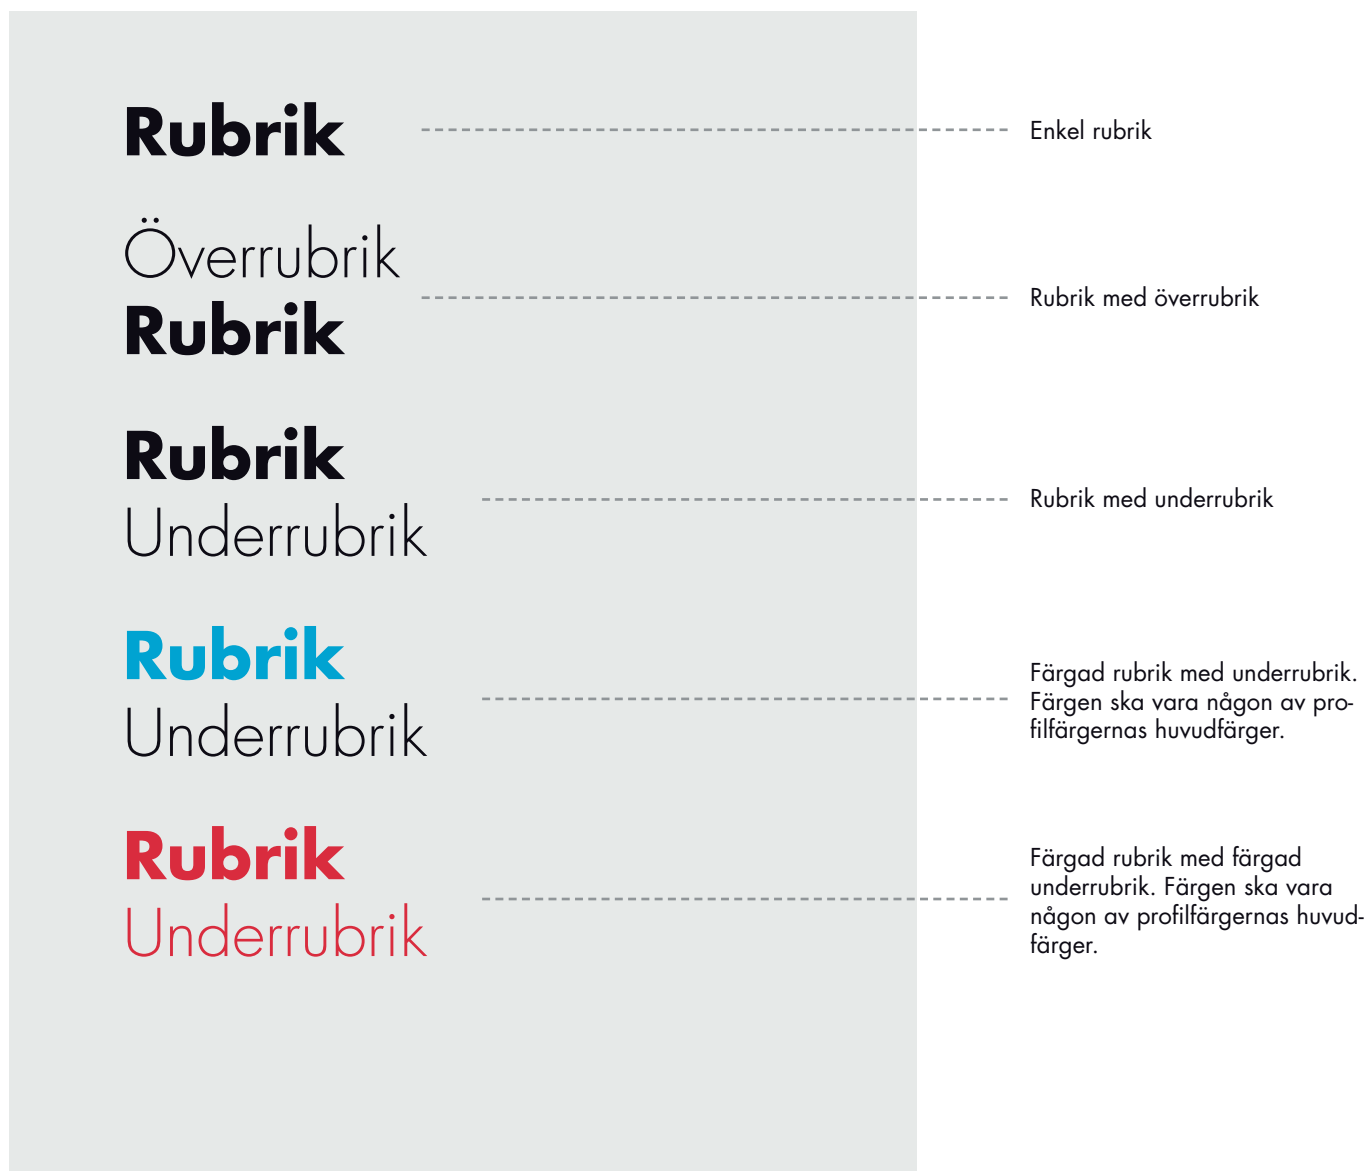 Rubrik
Enkel rubrik
Överrubrik
Rubrik
Rubrik med överrubrik
Rubrik
Underrubrik
Rubrik med underrubrik
Rubrik
Underrubrik
Färgad rubrik med underrubrik.
Färgen ska vara någon av pro-
filfärgernas huvudfärger.
Rubrik
Underrubrik
Färgad rubrik med färgad
underrubrik. Färgen ska vara
någon av profilfärgernas huvud-
färger.